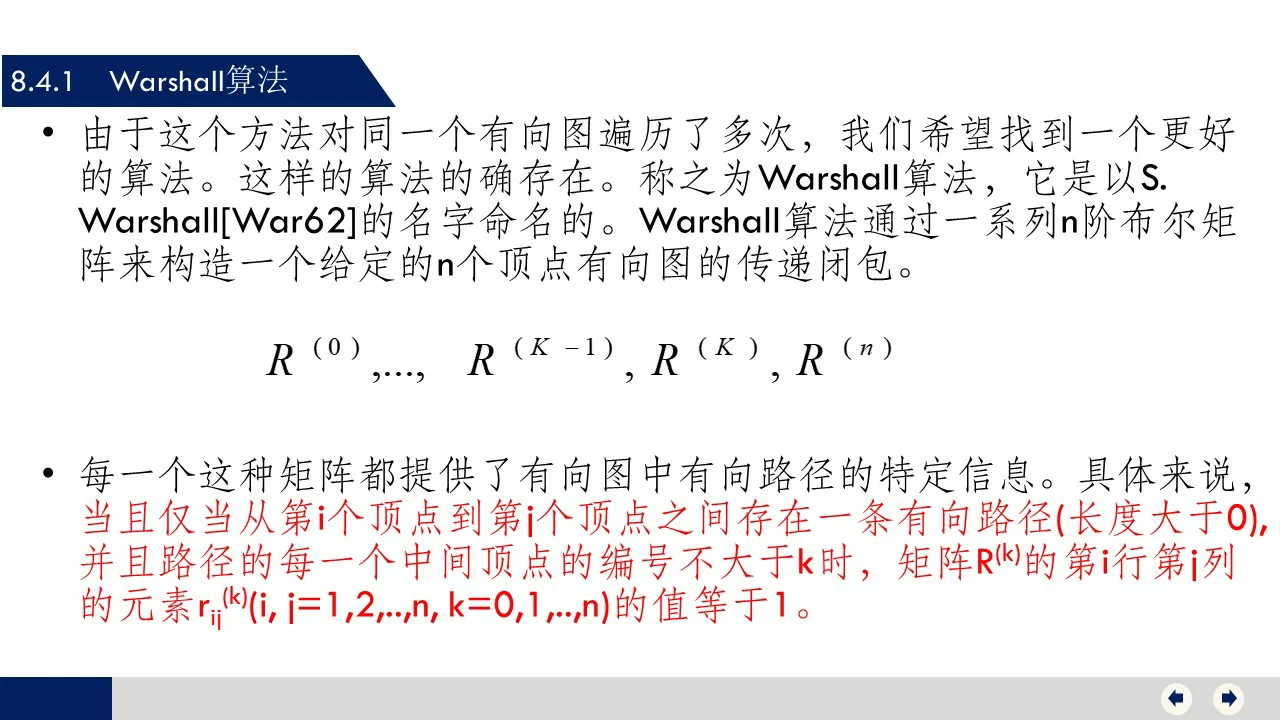 8.4.1 Warshall算法
• 由于这个方法对同一个有向图遍历了多次，我们希望找到一个更好
的算法。这样的算法的确存在。称之为Warshall算法，它是以S.
Warshall[War62]的名字命名的。Warshall算法通过一系列n阶布尔矩
阵来构造一个给定的n个顶点有向图的传递闭包。
R^(0),..., R^(K-1), R^(K), R^(n)
• 每一个这种矩阵都提供了有向图中有向路径的特定信息。具体来说，
当且仅当从第i个顶点到第j个顶点之间存在一条有向路径(长度大于0),
并且路径的每一个中间顶点的编号不大于k时，矩阵R^(k)的第i行第j列
的元素r_ij^(k)(i, j=1,2,..,n, k=0,1,..,n)的值等于1。